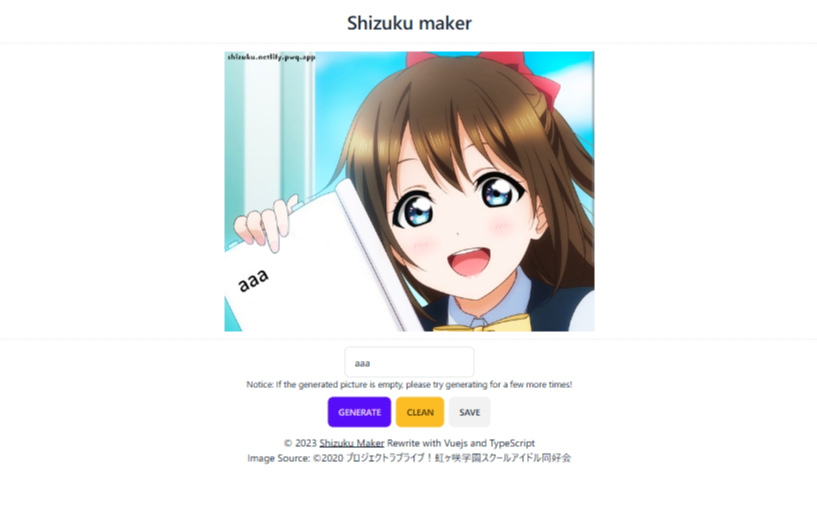 Shizuku maker
shizuku.netlify.pwq.app
aaa
aaa
Notice: If the generated picture is empty, please try generating for a few more times!
GENERATE CLEAN SAVE
© 2023 Shizuku Maker Rewrite with Vuejs and TypeScript
Image Source: ©2020 プロジェクトラブライブ！虹ヶ咲学園スクールアイドル同好会